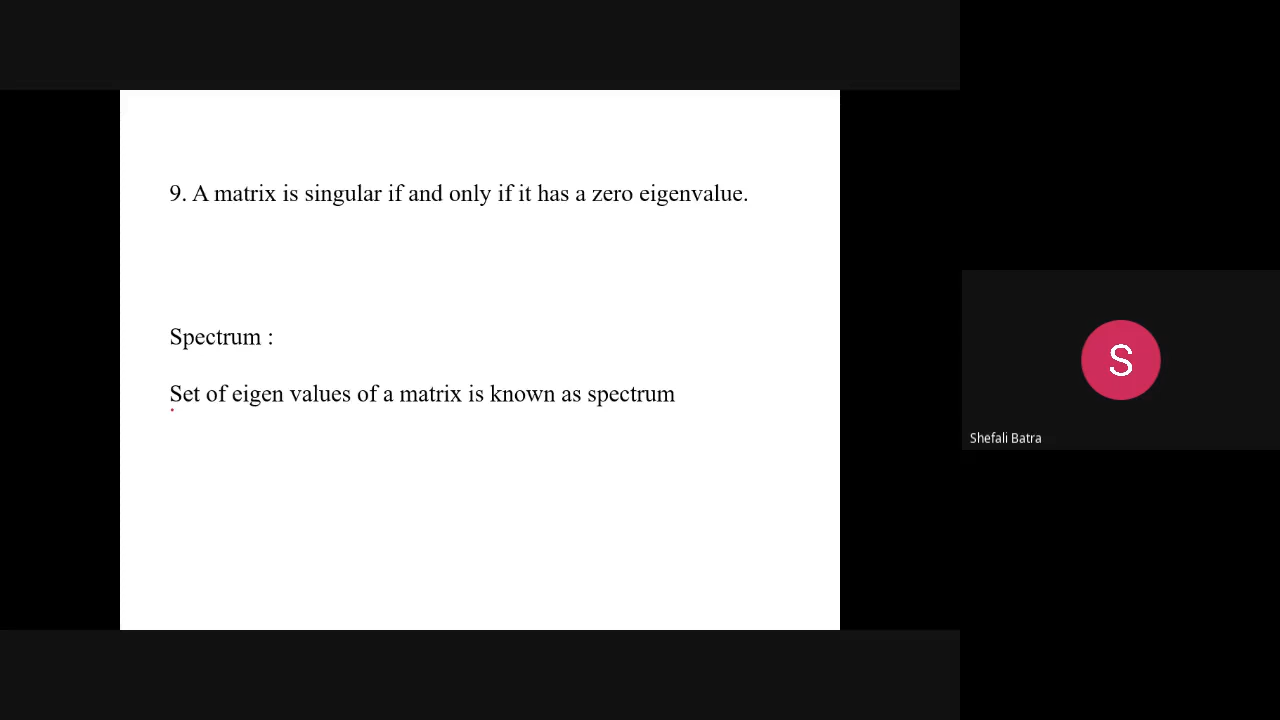 9. A matrix is singular if and only if it has a zero eigenvalue.
Spectrum :
Set of eigen values of a matrix is known as spectrum
S
Shefali Batra